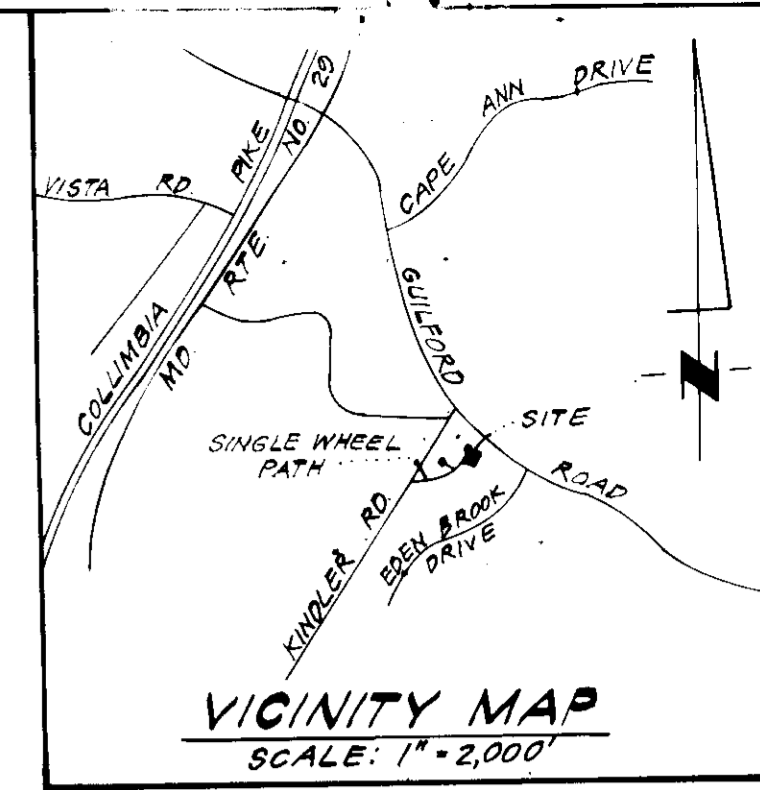 VISTA RD.
COLUMBIA PIKE
MD. RTE. NO. 29
CAPE ANN DRIVE
GUILFORD ROAD
SINGLE WHEEL
PATH
SITE
KINDLER RD.
EDEN BROOK
DRIVE
N
VICINITY MAP
SCALE: 1" = 2,000'